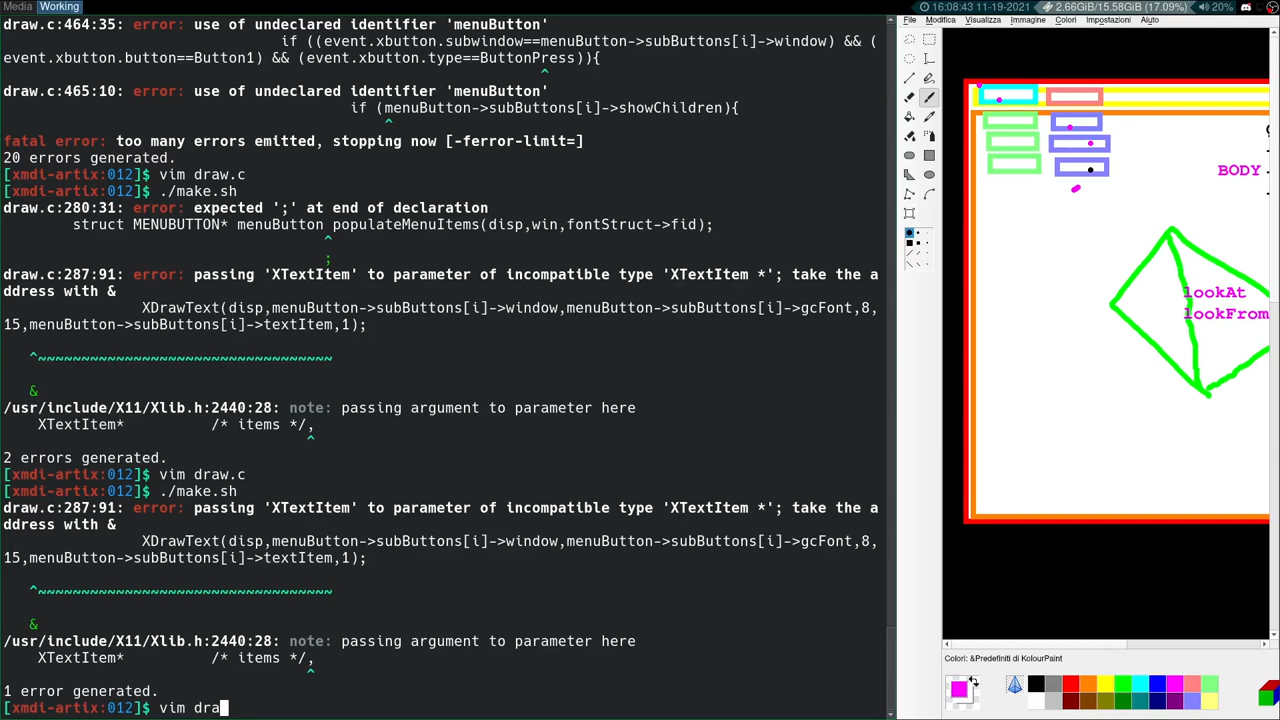 Media Working
16:08:43 11-19-2021 2.66GiB/15.58GiB (17.09%) 20%
draw.c:464:35: error: use of undeclared identifier 'menuButton'
if ((event.xbutton.subwindow==menuButton->subButtons[i]->window) && (
event.xbutton.button==Button1) && (event.xbutton.type==ButtonPress)){
^
draw.c:465:10: error: use of undeclared identifier 'menuButton'
if (menuButton->subButtons[i]->showChildren){
^
fatal error: too many errors emitted, stopping now [-ferror-limit=]
20 errors generated.
[xmdi-artix:012]$ vim draw.c
[xmdi-artix:012]$ ./make.sh
draw.c:280:31: error: expected ';' at end of declaration
struct MENUBUTTON* menuButton populateMenuItems(disp,win,fontStruct->fid);
^
;
draw.c:287:91: error: passing 'XTextItem' to parameter of incompatible type 'XTextItem *'; take the a
ddress with &
XDrawText(disp,menuButton->subButtons[i]->window,menuButton->subButtons[i]->gcFont,8,
15,menuButton->subButtons[i]->textItem,1);
^~~~~~~~~~~~~~~~~~~~~~~~~~~~~~~~~~
&
/usr/include/X11/Xlib.h:2440:28: note: passing argument to parameter here
XTextItem* /* items */,
^
2 errors generated.
[xmdi-artix:012]$ vim draw.c
[xmdi-artix:012]$ ./make.sh
draw.c:287:91: error: passing 'XTextItem' to parameter of incompatible type 'XTextItem *'; take the a
ddress with &
XDrawText(disp,menuButton->subButtons[i]->window,menuButton->subButtons[i]->gcFont,8,
15,menuButton->subButtons[i]->textItem,1);
^~~~~~~~~~~~~~~~~~~~~~~~~~~~~~~~~~
&
/usr/include/X11/Xlib.h:2440:28: note: passing argument to parameter here
XTextItem* /* items */,
^
1 error generated.
[xmdi-artix:012]$ vim dra
File Modifica Visualizza Immagine Colori Impostazioni Aiuto
BODY
lookAt
lookFrom
Colori: &Predefiniti di KolourPaint